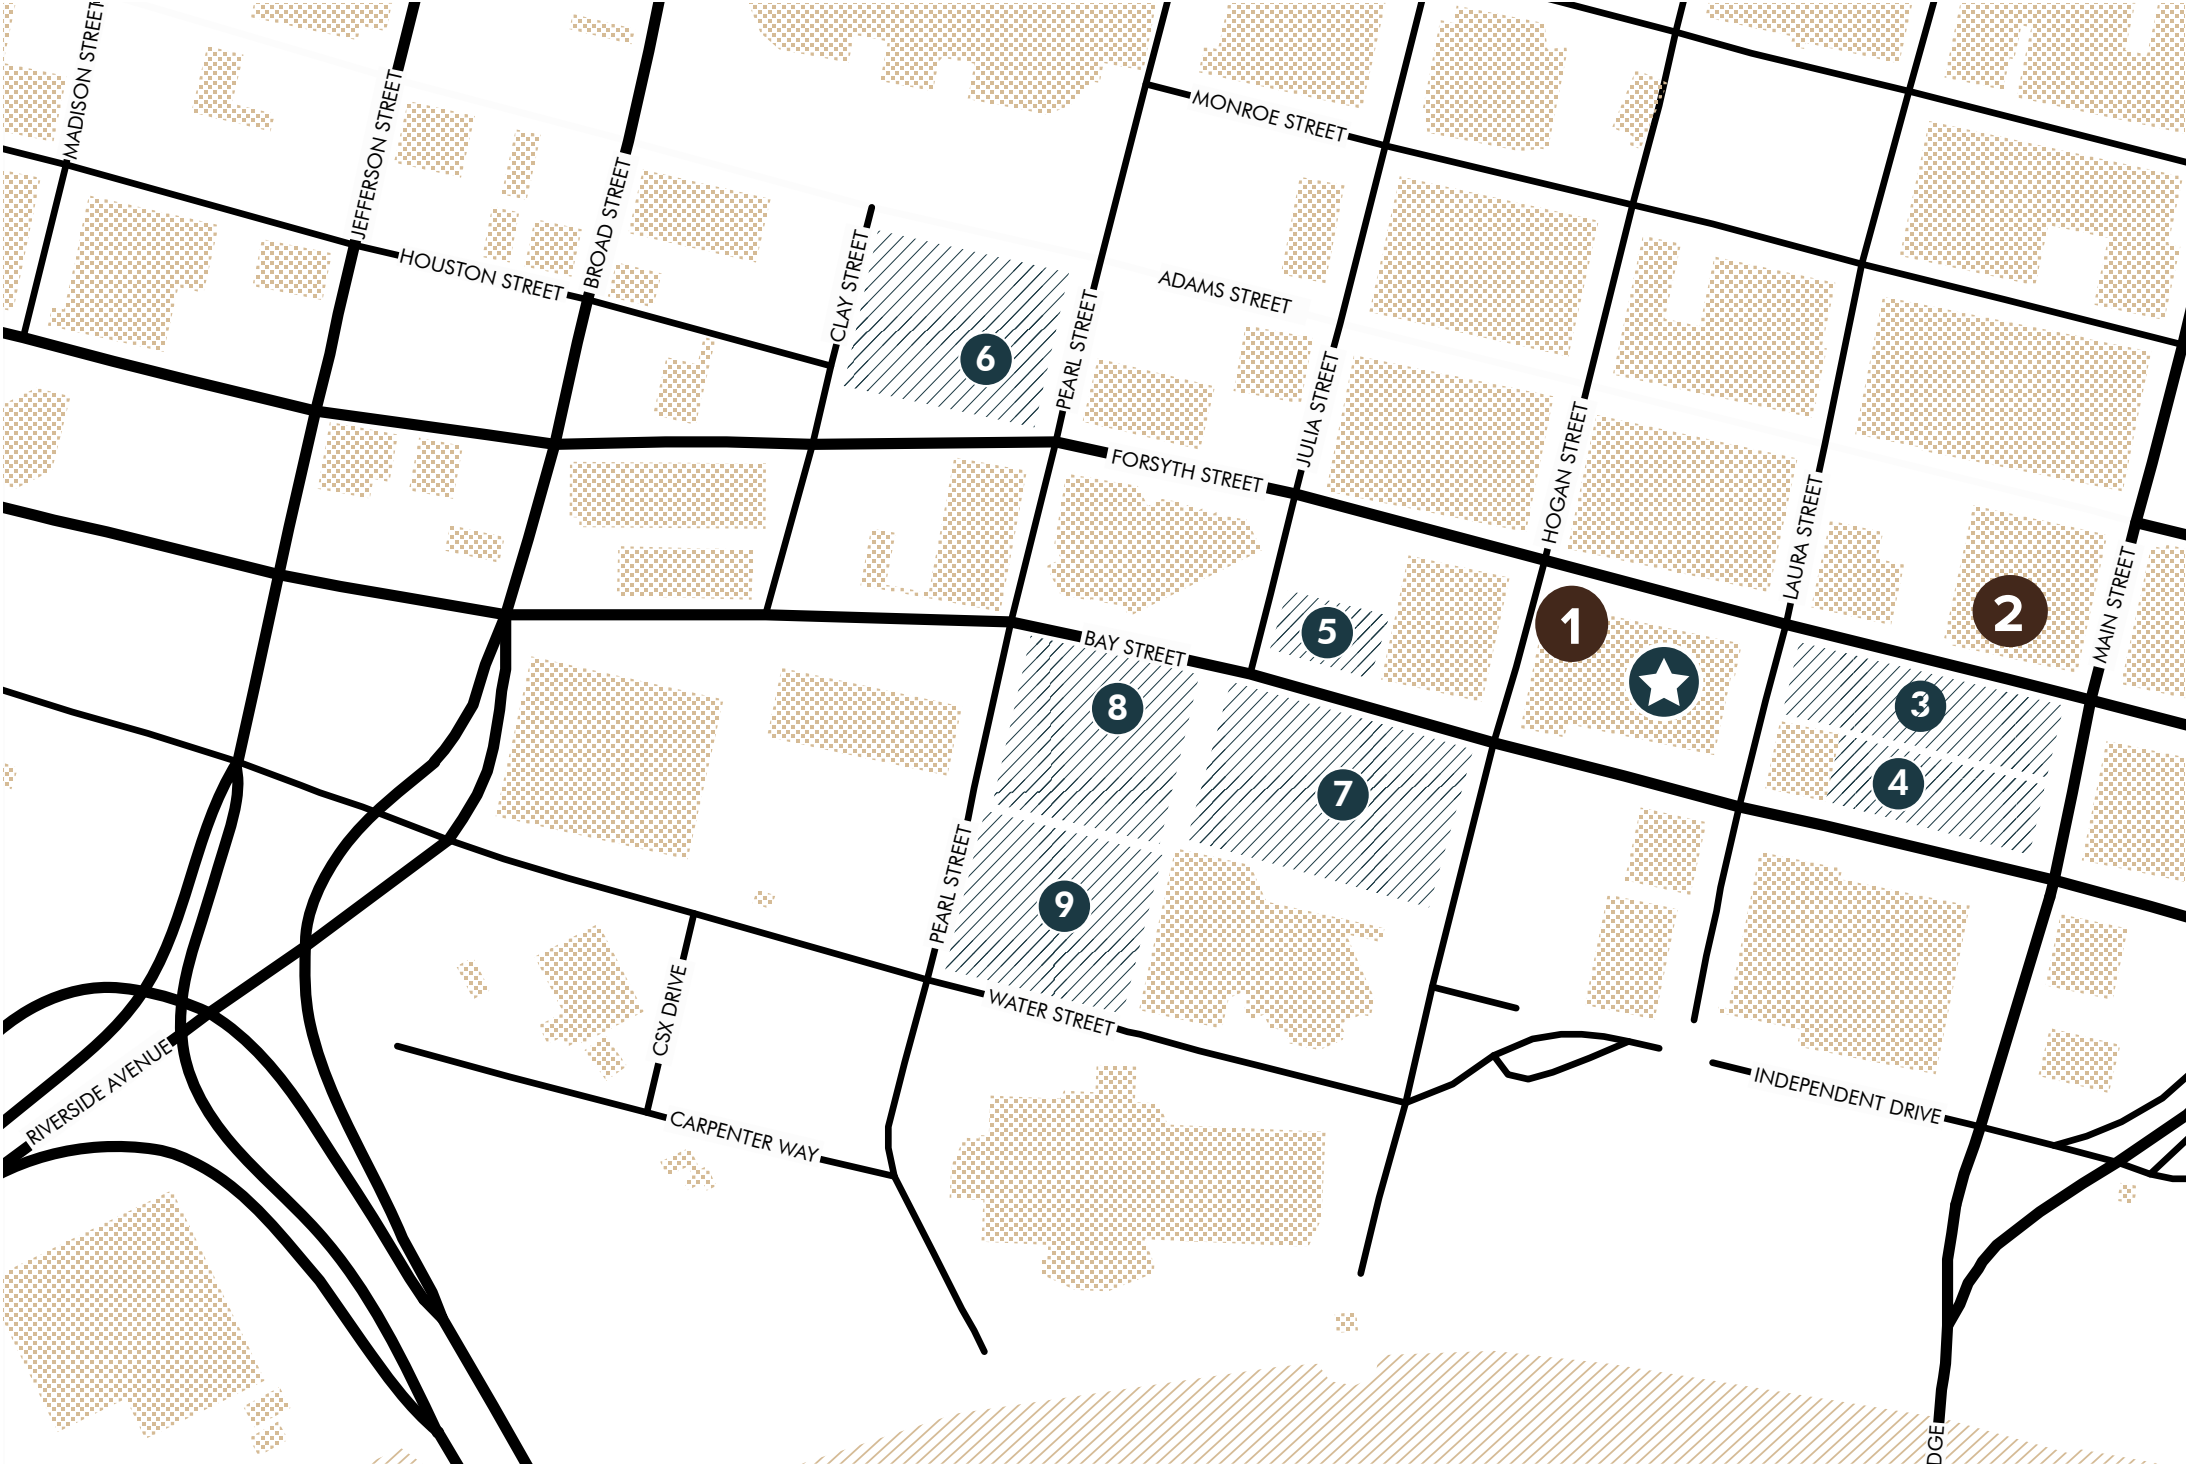 MADISON STREET
JEFFERSON STREET
BROAD STREET
MONROE STREET
HOUSTON STREET
CLAY STREET
ADAMS STREET
6
PEARL STREET
JULIA STREET
FORSYTH STREET
HOGAN STREET
LAURA STREET
MAIN STREET
5
1
2
BAY STREET
8
3
7
4
PEARL STREET
9
CSX DRIVE
WATER STREET
RIVERSIDE AVENUE
CARPENTER WAY
INDEPENDENT DRIVE
DGE